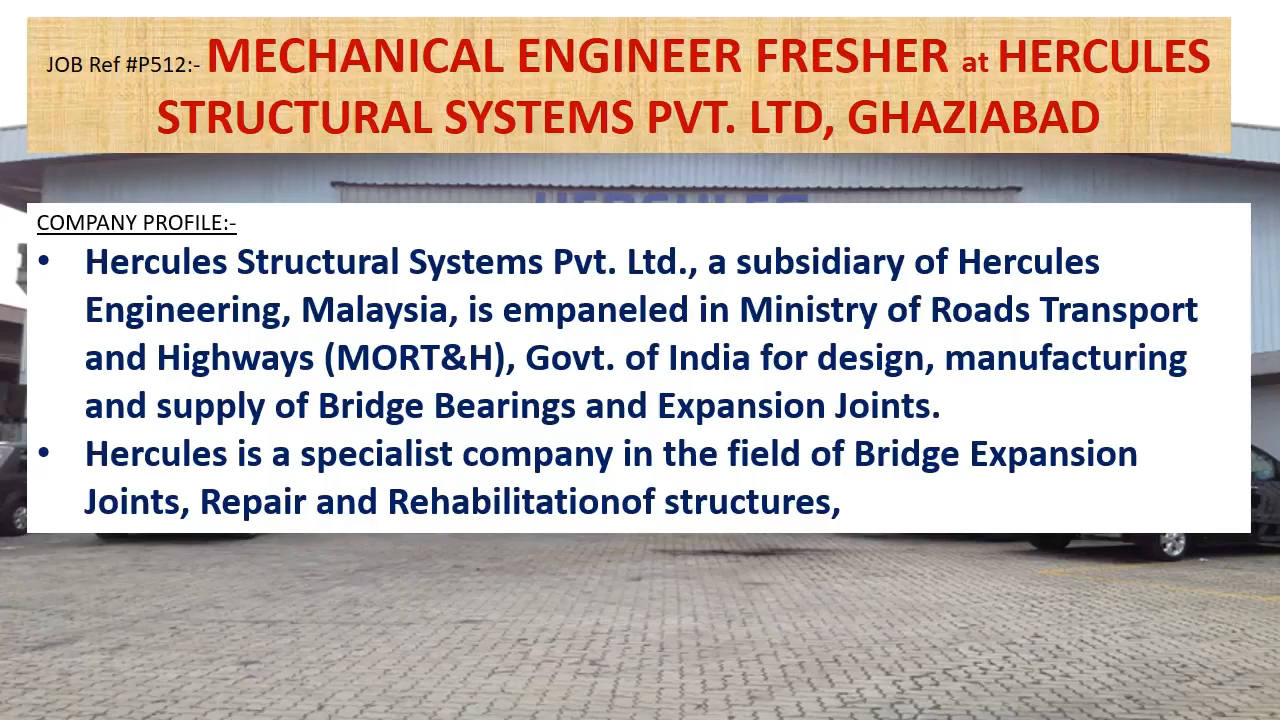 JOB Ref #P512:- MECHANICAL ENGINEER FRESHER at HERCULES
STRUCTURAL SYSTEMS PVT. LTD, GHAZIABAD
HERCULES
COMPANY PROFILE:-
• Hercules Structural Systems Pvt. Ltd., a subsidiary of Hercules
Engineering, Malaysia, is empaneled in Ministry of Roads Transport
and Highways (MORT&H), Govt. of India for design, manufacturing
and supply of Bridge Bearings and Expansion Joints.
• Hercules is a specialist company in the field of Bridge Expansion
Joints, Repair and Rehabilitationof structures,